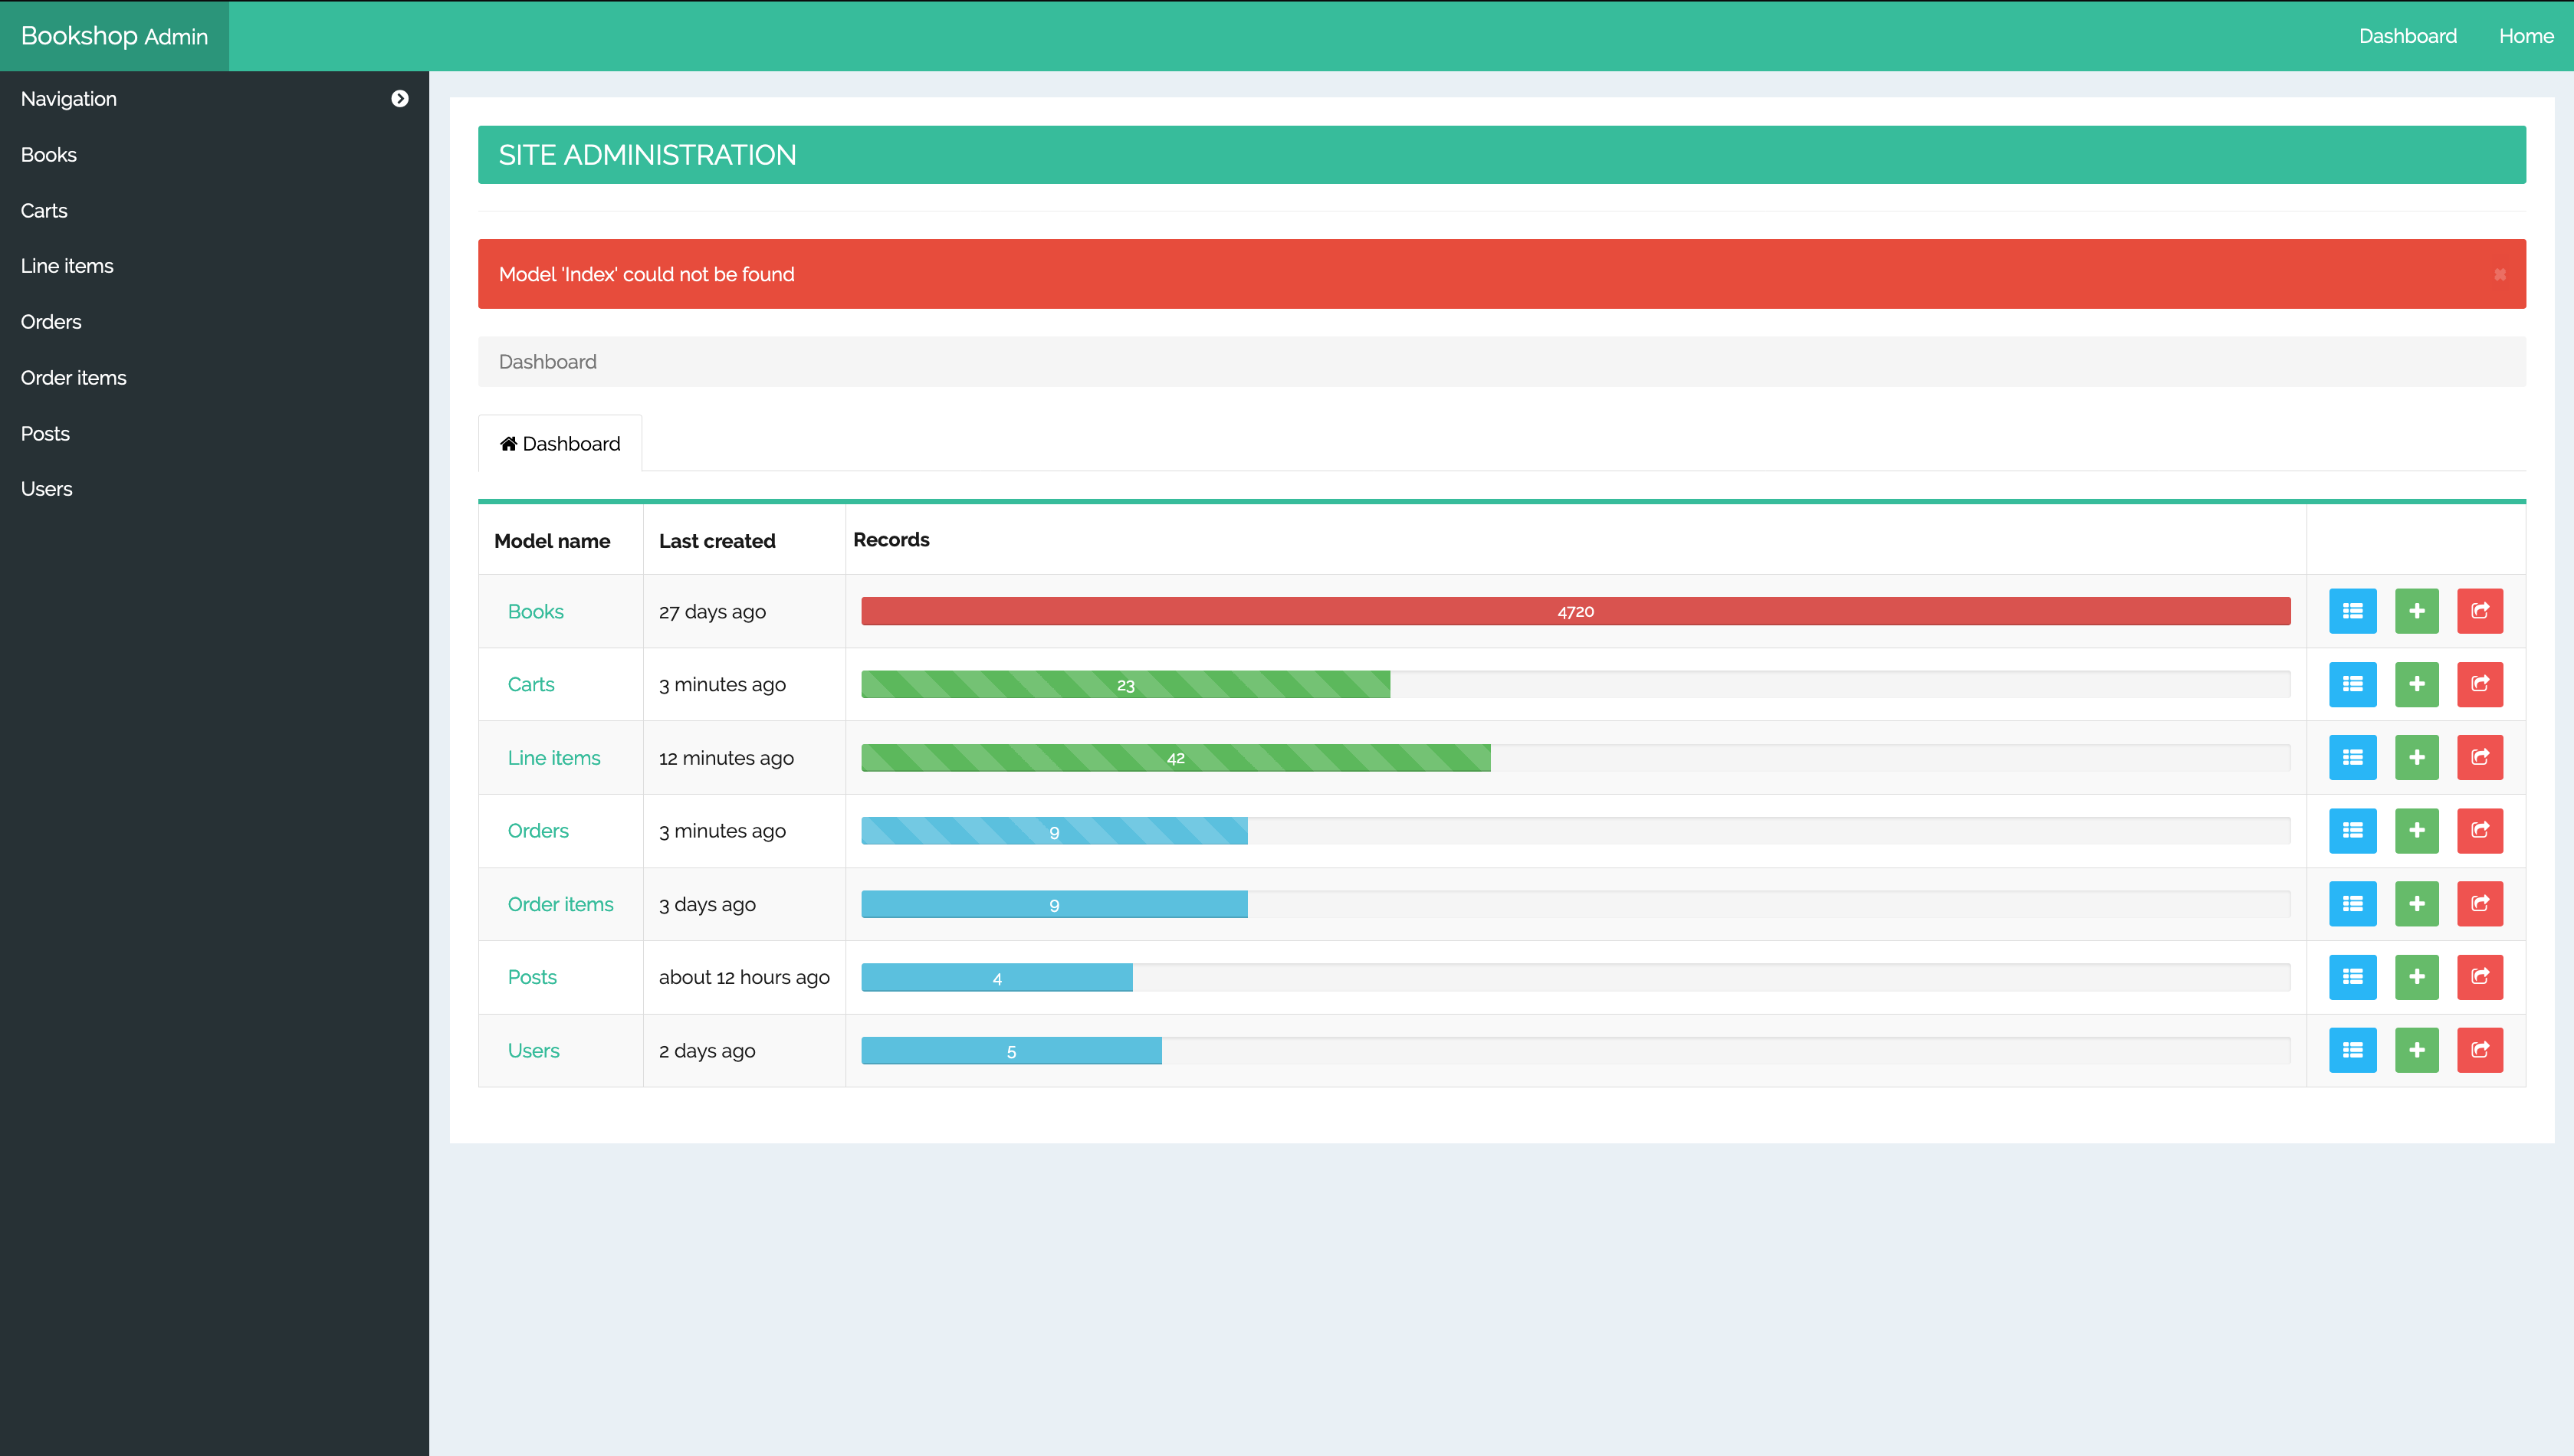 Bookshop Admin
Dashboard Home
Navigation
Books
Carts
Line items
Orders
Order items
Posts
Users
SITE ADMINISTRATION
Model 'Index' could not be found
Dashboard
Dashboard
Model name Last created Records
Books 27 days ago 4720
Carts 3 minutes ago 23
Line items 12 minutes ago 42
Orders 3 minutes ago 9
Order items 3 days ago 9
Posts about 12 hours ago 4
Users 2 days ago 5